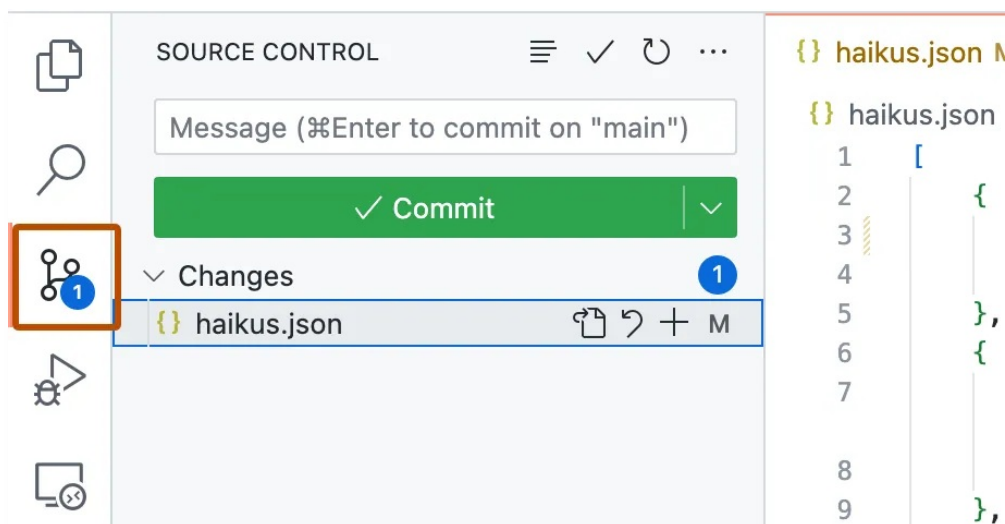 SOURCE CONTROL
Message (⌘Enter to commit on "main")
Commit
1
Changes
1
{} haikus.json
M
{} haikus.json
{} haikus.json
1 [
2 {
3
4
5 },
6 {
7
8
9 },